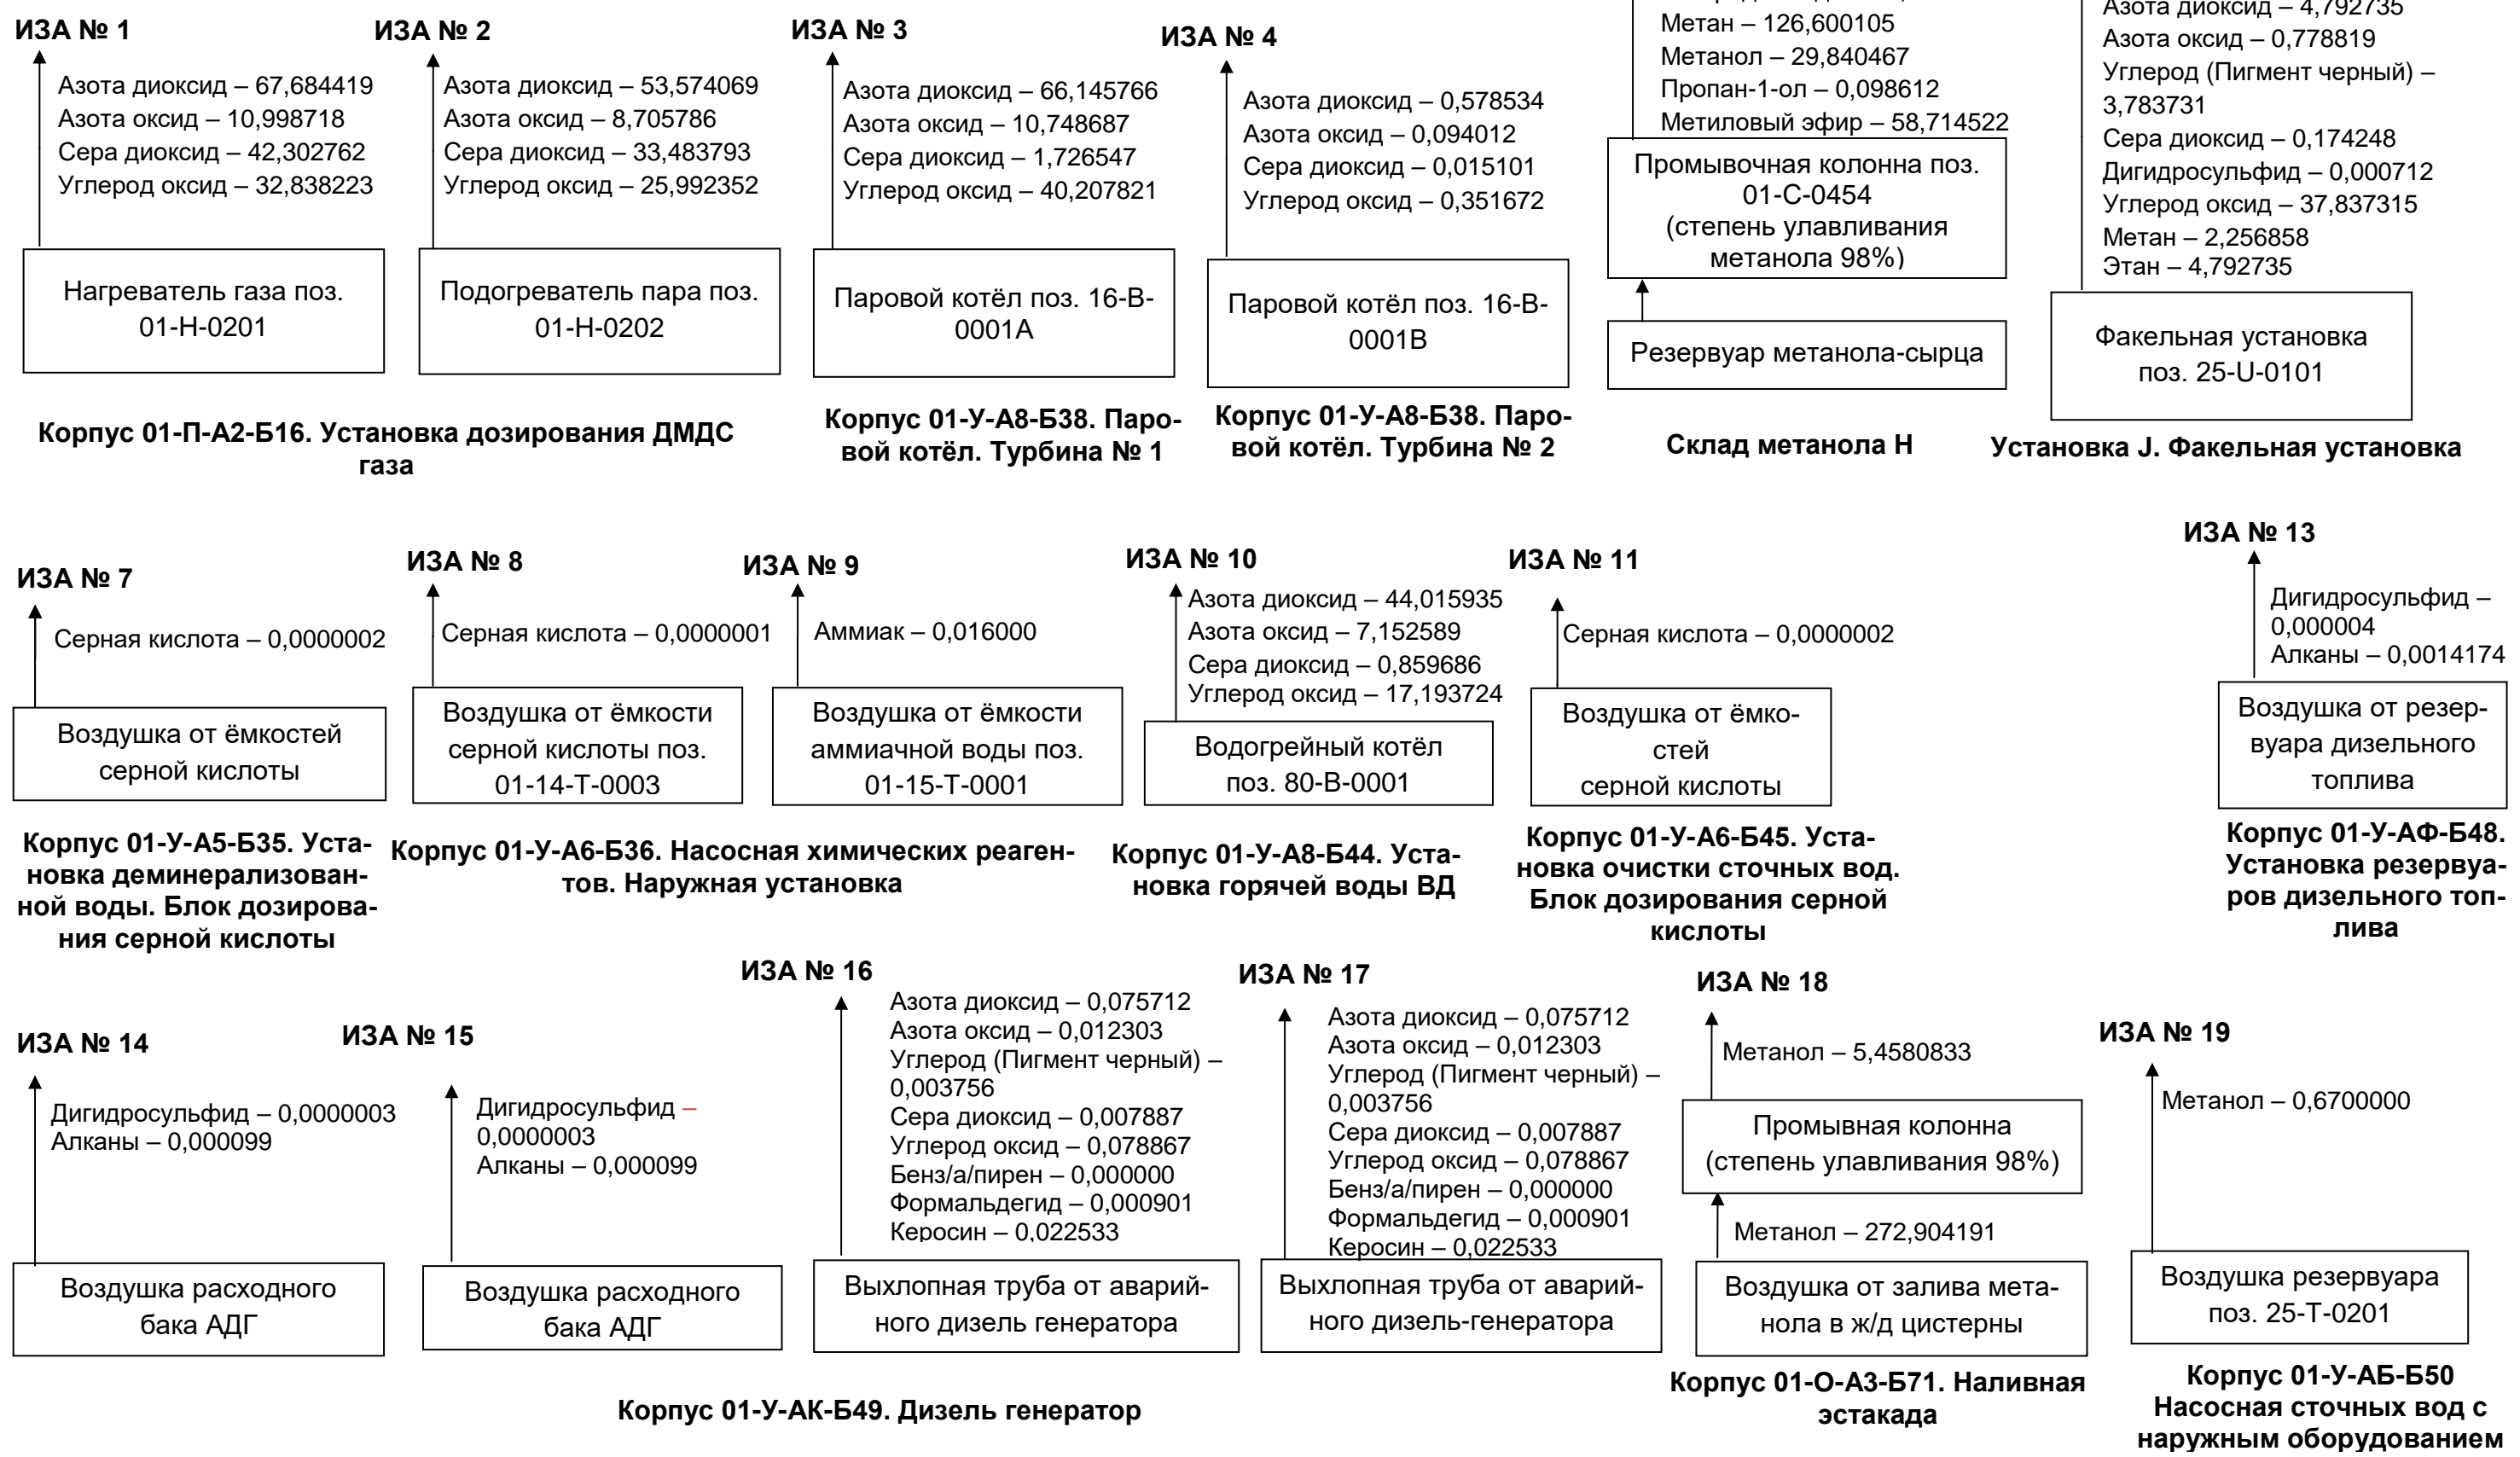 ИЗА № 1
Азота диоксид – 67,684419
Азота оксид – 10,998718
Сера диоксид – 42,302762
Углерод оксид – 32,838223
Нагреватель газа поз.
01-Н-0201
ИЗА № 2
Азота диоксид – 53,574069
Азота оксид – 8,705786
Сера диоксид – 33,483793
Углерод оксид – 25,992352
Подогреватель пара поз.
01-Н-0202
Корпус 01-П-А2-Б16. Установка дозирования ДМДС
газа
ИЗА № 3
Азота диоксид – 66,145766
Азота оксид – 10,748687
Сера диоксид – 1,726547
Углерод оксид – 40,207821
Паровой котёл поз. 16-В-
0001А
Корпус 01-У-А8-Б38. Паро-
вой котёл. Турбина № 1
ИЗА № 4
Азота диоксид – 0,578534
Азота оксид – 0,094012
Сера диоксид – 0,015101
Углерод оксид – 0,351672
Паровой котёл поз. 16-В-
0001В
Корпус 01-У-А8-Б38. Паро-
вой котёл. Турбина № 2
Метан – 126,600105
Метанол – 29,840467
Пропан-1-ол – 0,098612
Метиловый эфир – 58,714522
Промывочная колонна поз.
01-С-0454
(степень улавливания
метанола 98%)
Резервуар метанола-сырца
Склад метанола Н
Азота диоксид – 4,792735
Азота оксид – 0,778819
Углерод (Пигмент черный) –
3,783731
Сера диоксид – 0,174248
Дигидросульфид – 0,000712
Углерод оксид – 37,837315
Метан – 2,256858
Этан – 4,792735
Факельная установка
поз. 25-U-0101
Установка J. Факельная установка
ИЗА № 7
Серная кислота – 0,0000002
Воздушка от ёмкостей
серной кислоты
Корпус 01-У-А5-Б35. Уста-
новка деминерализован-
ной воды. Блок дозирова-
ния серной кислоты
ИЗА № 8
Серная кислота – 0,0000001
Воздушка от ёмкости
серной кислоты поз.
01-14-Т-0003
ИЗА № 9
Аммиак – 0,016000
Воздушка от ёмкости
аммиачной воды поз.
01-15-Т-0001
Корпус 01-У-А6-Б36. Насосная химических реаген-
тов. Наружная установка
ИЗА № 10
Азота диоксид – 44,015935
Азота оксид – 7,152589
Сера диоксид – 0,859686
Углерод оксид – 17,193724
Водогрейный котёл
поз. 80-В-0001
Корпус 01-У-А8-Б44. Уста-
новка горячей воды ВД
ИЗА № 11
Серная кислота – 0,0000002
Воздушка от ёмко-
стей
серной кислоты
Корпус 01-У-А6-Б45. Уста-
новка очистки сточных вод.
Блок дозирования серной
кислоты
ИЗА № 13
Дигидросульфид –
0,000004
Алканы – 0,0014174
Воздушка от резер-
вуара дизельного
топлива
Корпус 01-У-АФ-Б48.
Установка резервуа-
ров дизельного топ-
лива
ИЗА № 14
Дигидросульфид – 0,0000003
Алканы – 0,000099
Воздушка расходного
бака АДГ
ИЗА № 15
Дигидросульфид –
0,0000003
Алканы – 0,000099
Воздушка расходного
бака АДГ
ИЗА № 16
Азота диоксид – 0,075712
Азота оксид – 0,012303
Углерод (Пигмент черный) –
0,003756
Сера диоксид – 0,007887
Углерод оксид – 0,078867
Бенз/а/пирен – 0,000000
Формальдегид – 0,000901
Керосин – 0,022533
Выхлопная труба от аварий-
ного дизель генератора
ИЗА № 17
Азота диоксид – 0,075712
Азота оксид – 0,012303
Углерод (Пигмент черный) –
0,003756
Сера диоксид – 0,007887
Углерод оксид – 0,078867
Бенз/а/пирен – 0,000000
Формальдегид – 0,000901
Керосин – 0,022533
Выхлопная труба от аварий-
ного дизель-генератора
Корпус 01-У-АК-Б49. Дизель генератор
ИЗА № 18
Метанол – 5,4580833
Промывная колонна
(степень улавливания 98%)
Метанол – 272,904191
Воздушка от залива мета-
нола в ж/д цистерны
Корпус 01-О-А3-Б71. Наливная
эстакада
ИЗА № 19
Метанол – 0,6700000
Воздушка резервуара
поз. 25-Т-0201
Корпус 01-У-АБ-Б50
Насосная сточных вод с
наружным оборудованием